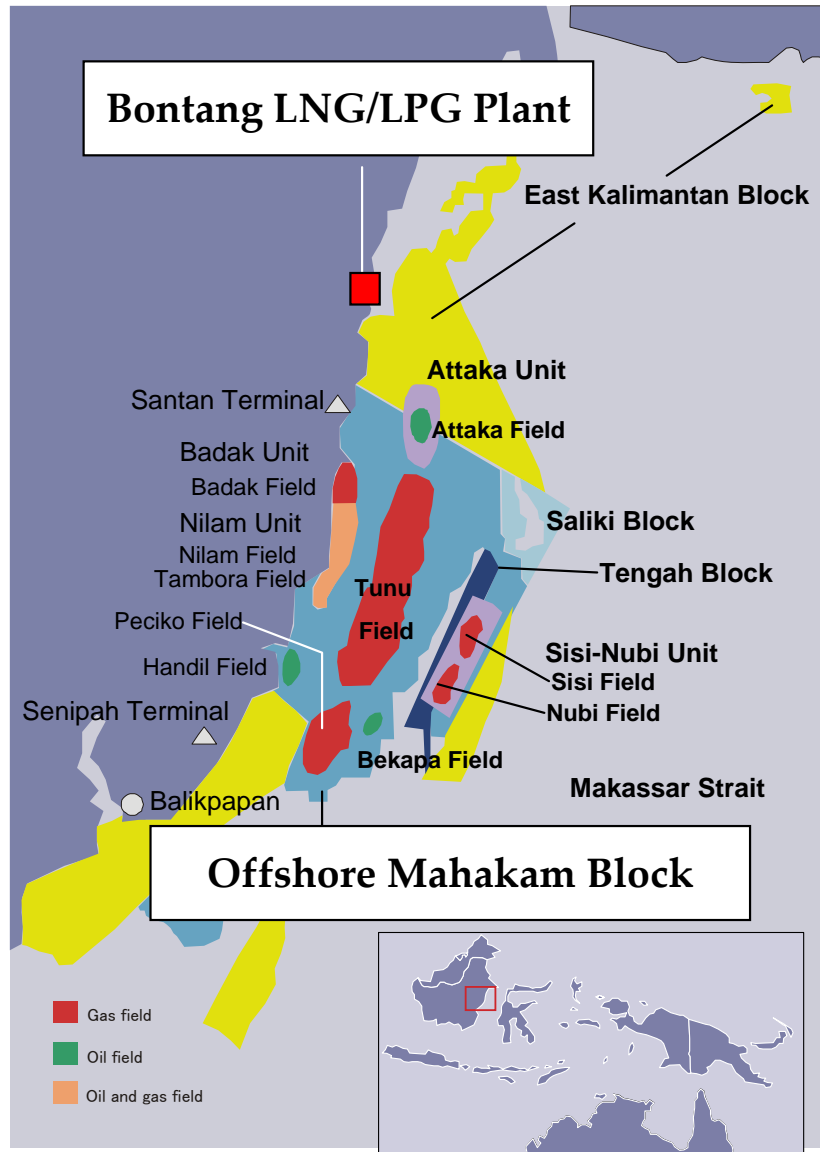 Bontang LNG/LPG Plant
East Kalimantan Block
Attaka Unit
Santan Terminal
Attaka Field
Badak Unit
Badak Field
Nilam Unit
Saliki Block
Nilam Field
Tambora Field
Tengah Block
Tunu
Field
Peciko Field
Handil Field
Sisi-Nubi Unit
Sisi Field
Nubi Field
Senipah Terminal
Bekapa Field
Makassar Strait
Balikpapan
Offshore Mahakam Block
Gas field
Oil field
Oil and gas field